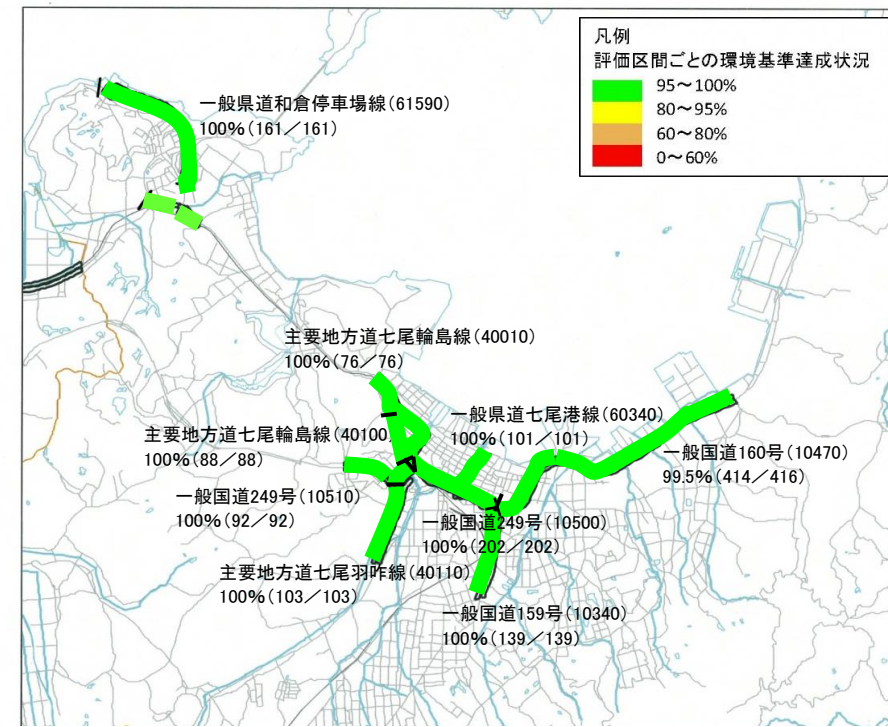 凡例
評価区間ごとの環境基準達成状況
95～100%
80～95%
60～80%
0～60%
一般県道和倉停車場線(61590)
100%(161／161)
主要地方道七尾輪島線(40010)
100%(76／76)
一般県道七尾港線(60340)
100%(101／101)
主要地方道七尾輪島線(40100)
100%(88／88)
一般国道160号(10470)
99.5%(414／416)
一般国道249号(10510)
100%(92／92)
一般国道249号(10500)
100%(202／202)
主要地方道七尾羽咋線(40110)
100%(103／103)
一般国道159号(10340)
100%(139／139)